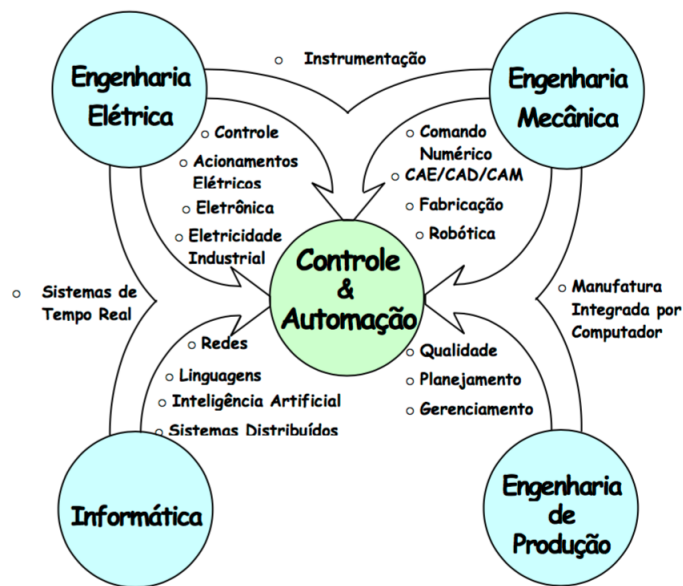 Engenharia
Elétrica
○ Instrumentação
Engenharia
Mecânica
○ Controle
○ Acionamentos
Elétricos
○ Eletrônica
○ Eletricidade
Industrial
○ Comando
Numérico
○ CAE/CAD/CAM
○ Fabricação
○ Robótica
Controle
&
Automação
○ Sistemas de
Tempo Real
○ Manufatura
Integrada por
Computador
○ Redes
○ Linguagens
○ Inteligência Artificial
○ Sistemas Distribuídos
○ Qualidade
○ Planejamento
○ Gerenciamento
Informática
Engenharia
de
Produção